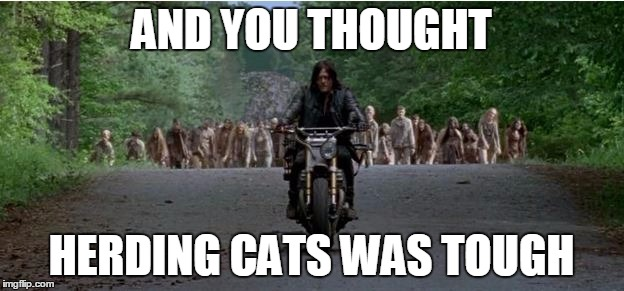 AND YOU THOUGHT
HERDING CATS WAS TOUGH
imgflip.com